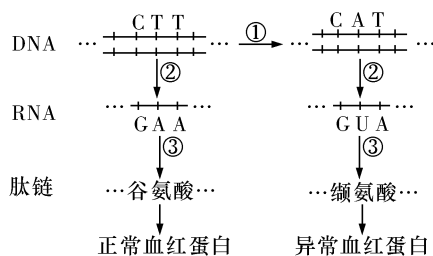 C T T
C A T
DNA … … ① … …
② ②
RNA … … … …
G A A
G U A
③ ③
肽链 …谷氨酸… …缬氨酸…
正常血红蛋白 异常血红蛋白